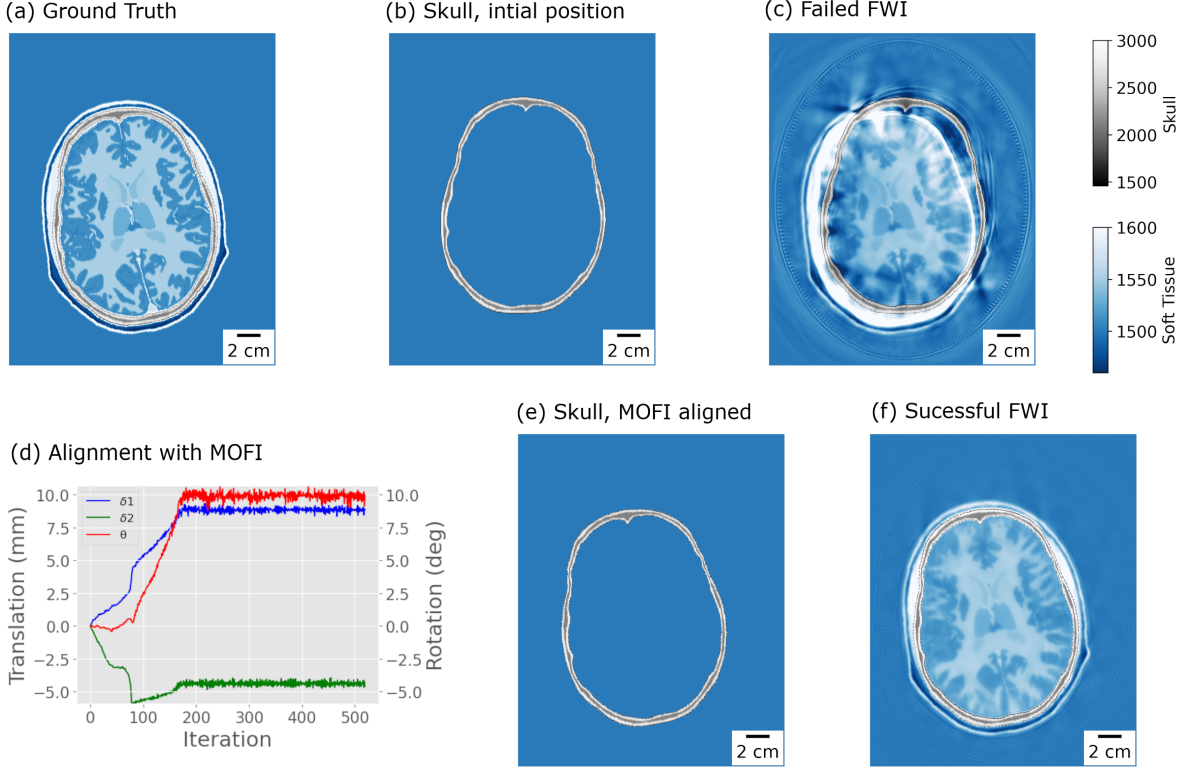 (a) Ground Truth
(b) Skull, intial position
(c) Failed FWI
2 cm
2 cm
2 cm
3000
2500
2000
1500
Skull
1600
1550
1500
Soft Tissue
(d) Alignment with MOFI
δ1
δ2
θ
10.0
7.5
5.0
2.5
0.0
−2.5
−5.0
Translation (mm)
10.0
7.5
5.0
2.5
0.0
−2.5
−5.0
Rotation (deg)
0 100 200 300 400 500
Iteration
(e) Skull, MOFI aligned
2 cm
(f) Sucessful FWI
2 cm